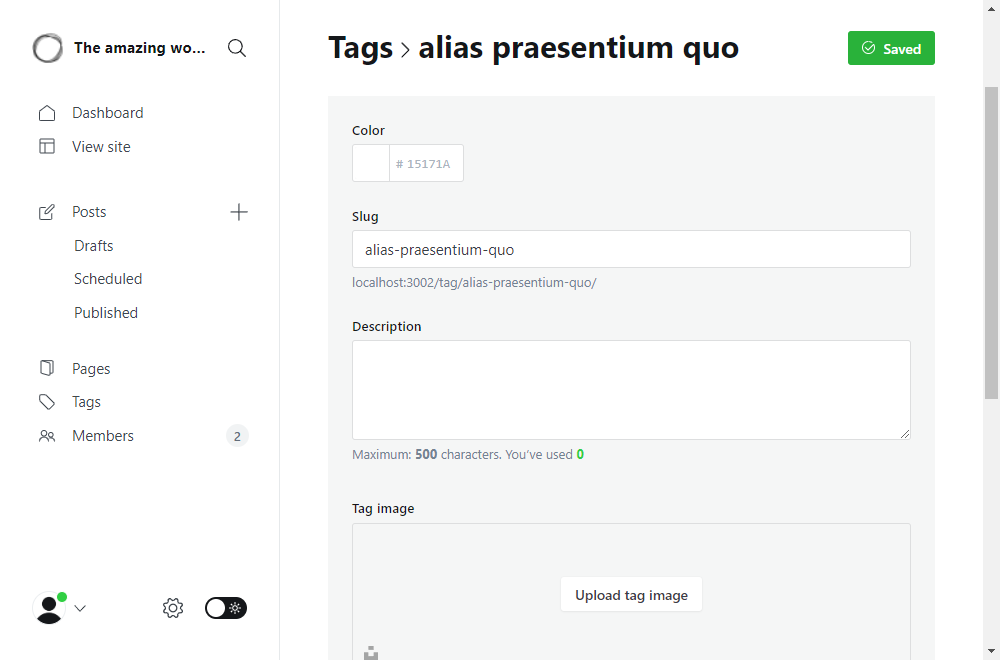 The amazing wo...
Dashboard
View site
Posts
Drafts
Scheduled
Published
Pages
Tags
Members
2
Tags > alias praesentium quo
Saved
Color
# 15171A
Slug
alias-praesentium-quo
localhost:3002/tag/alias-praesentium-quo/
Description
Maximum: 500 characters. You've used 0
Tag image
Upload tag image